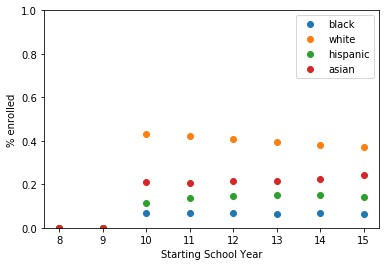 1.0
0.8
0.6
0.4
0.2
0.0
% enrolled
8 9 10 11 12 13 14 15
Starting School Year
black
white
hispanic
asian